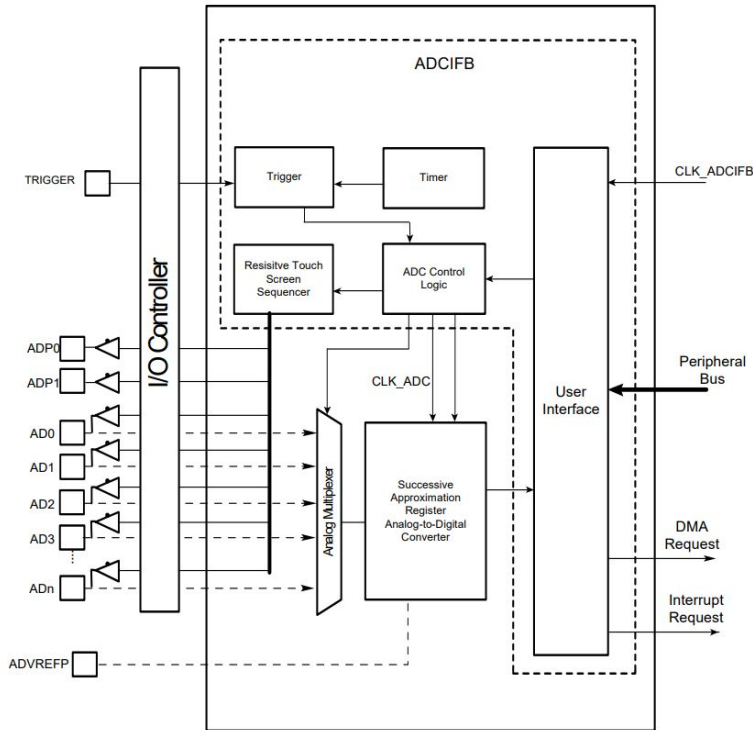 ADCIFB
TRIGGER
Trigger
Timer
CLK_ADCIFB
I/O Controller
Resisitve Touch
Screen
Sequencer
ADC Control
Logic
ADP0
ADP1
CLK_ADC
User
Interface
Peripheral
Bus
AD0
AD1
AD2
AD3
ADn
Analog Multiplexer
Successive
Approximation
Register
Analog-to-Digital
Converter
DMA
Request
Interrupt
Request
ADVREFP